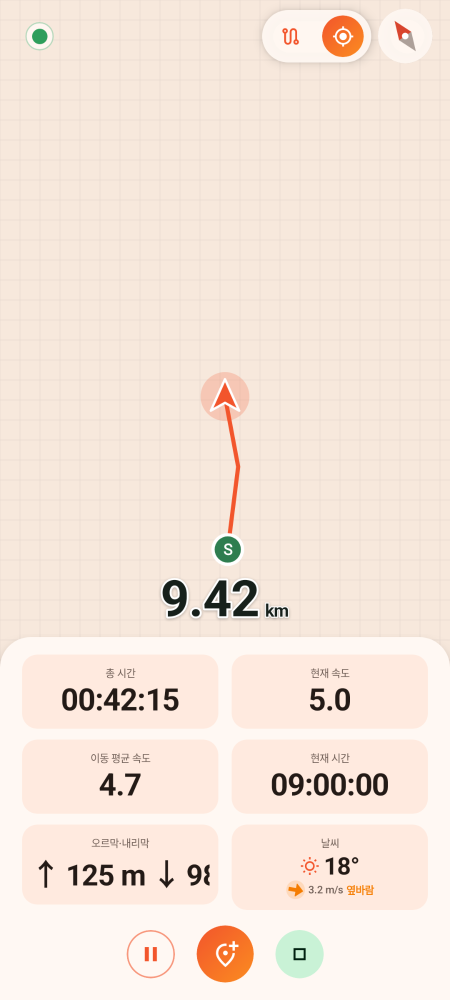 S
9.42 km
총 시간
00:42:15
현재 속도
5.0
이동 평균 속도
4.7
현재 시간
09:00:00
오르막·내리막
↑ 125 m ↓ 98
날씨
18°
3.2 m/s 옆바람